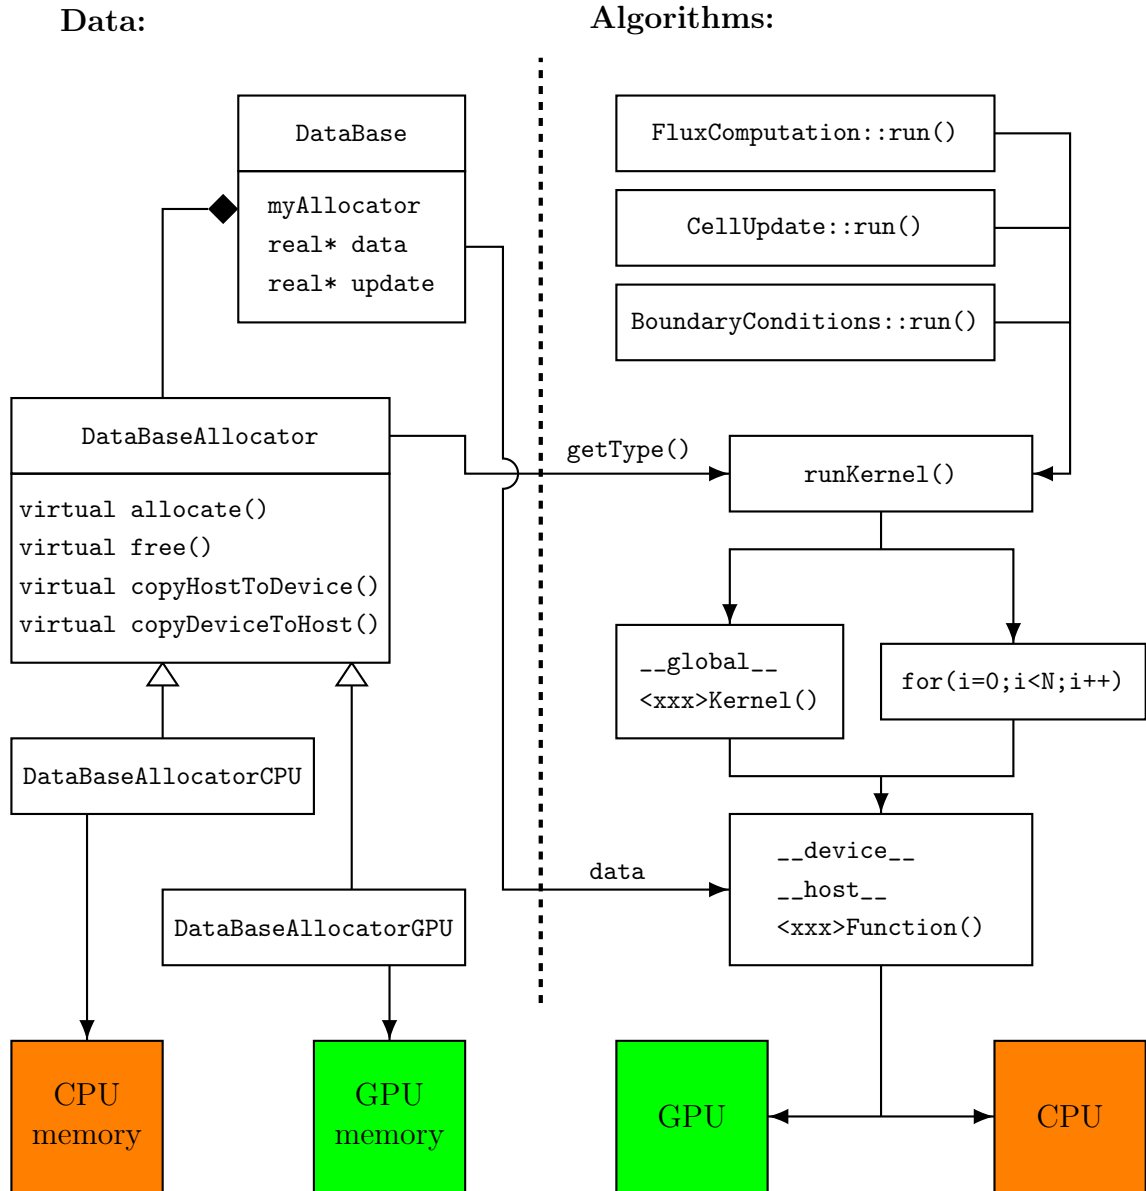 Data:
DataBase
myAllocator
real* data
real* update
DataBaseAllocator
virtual allocate()
virtual free()
virtual copyHostToDevice()
virtual copyDeviceToHost()
DataBaseAllocatorCPU
DataBaseAllocatorGPU
CPU
memory
GPU
memory
Algorithms:
FluxComputation::run()
CellUpdate::run()
BoundaryConditions::run()
getType()
runKernel()
__global__
<xxx>Kernel()
for(i=0;i<N;i++)
data
__device__
__host__
<xxx>Function()
GPU
CPU